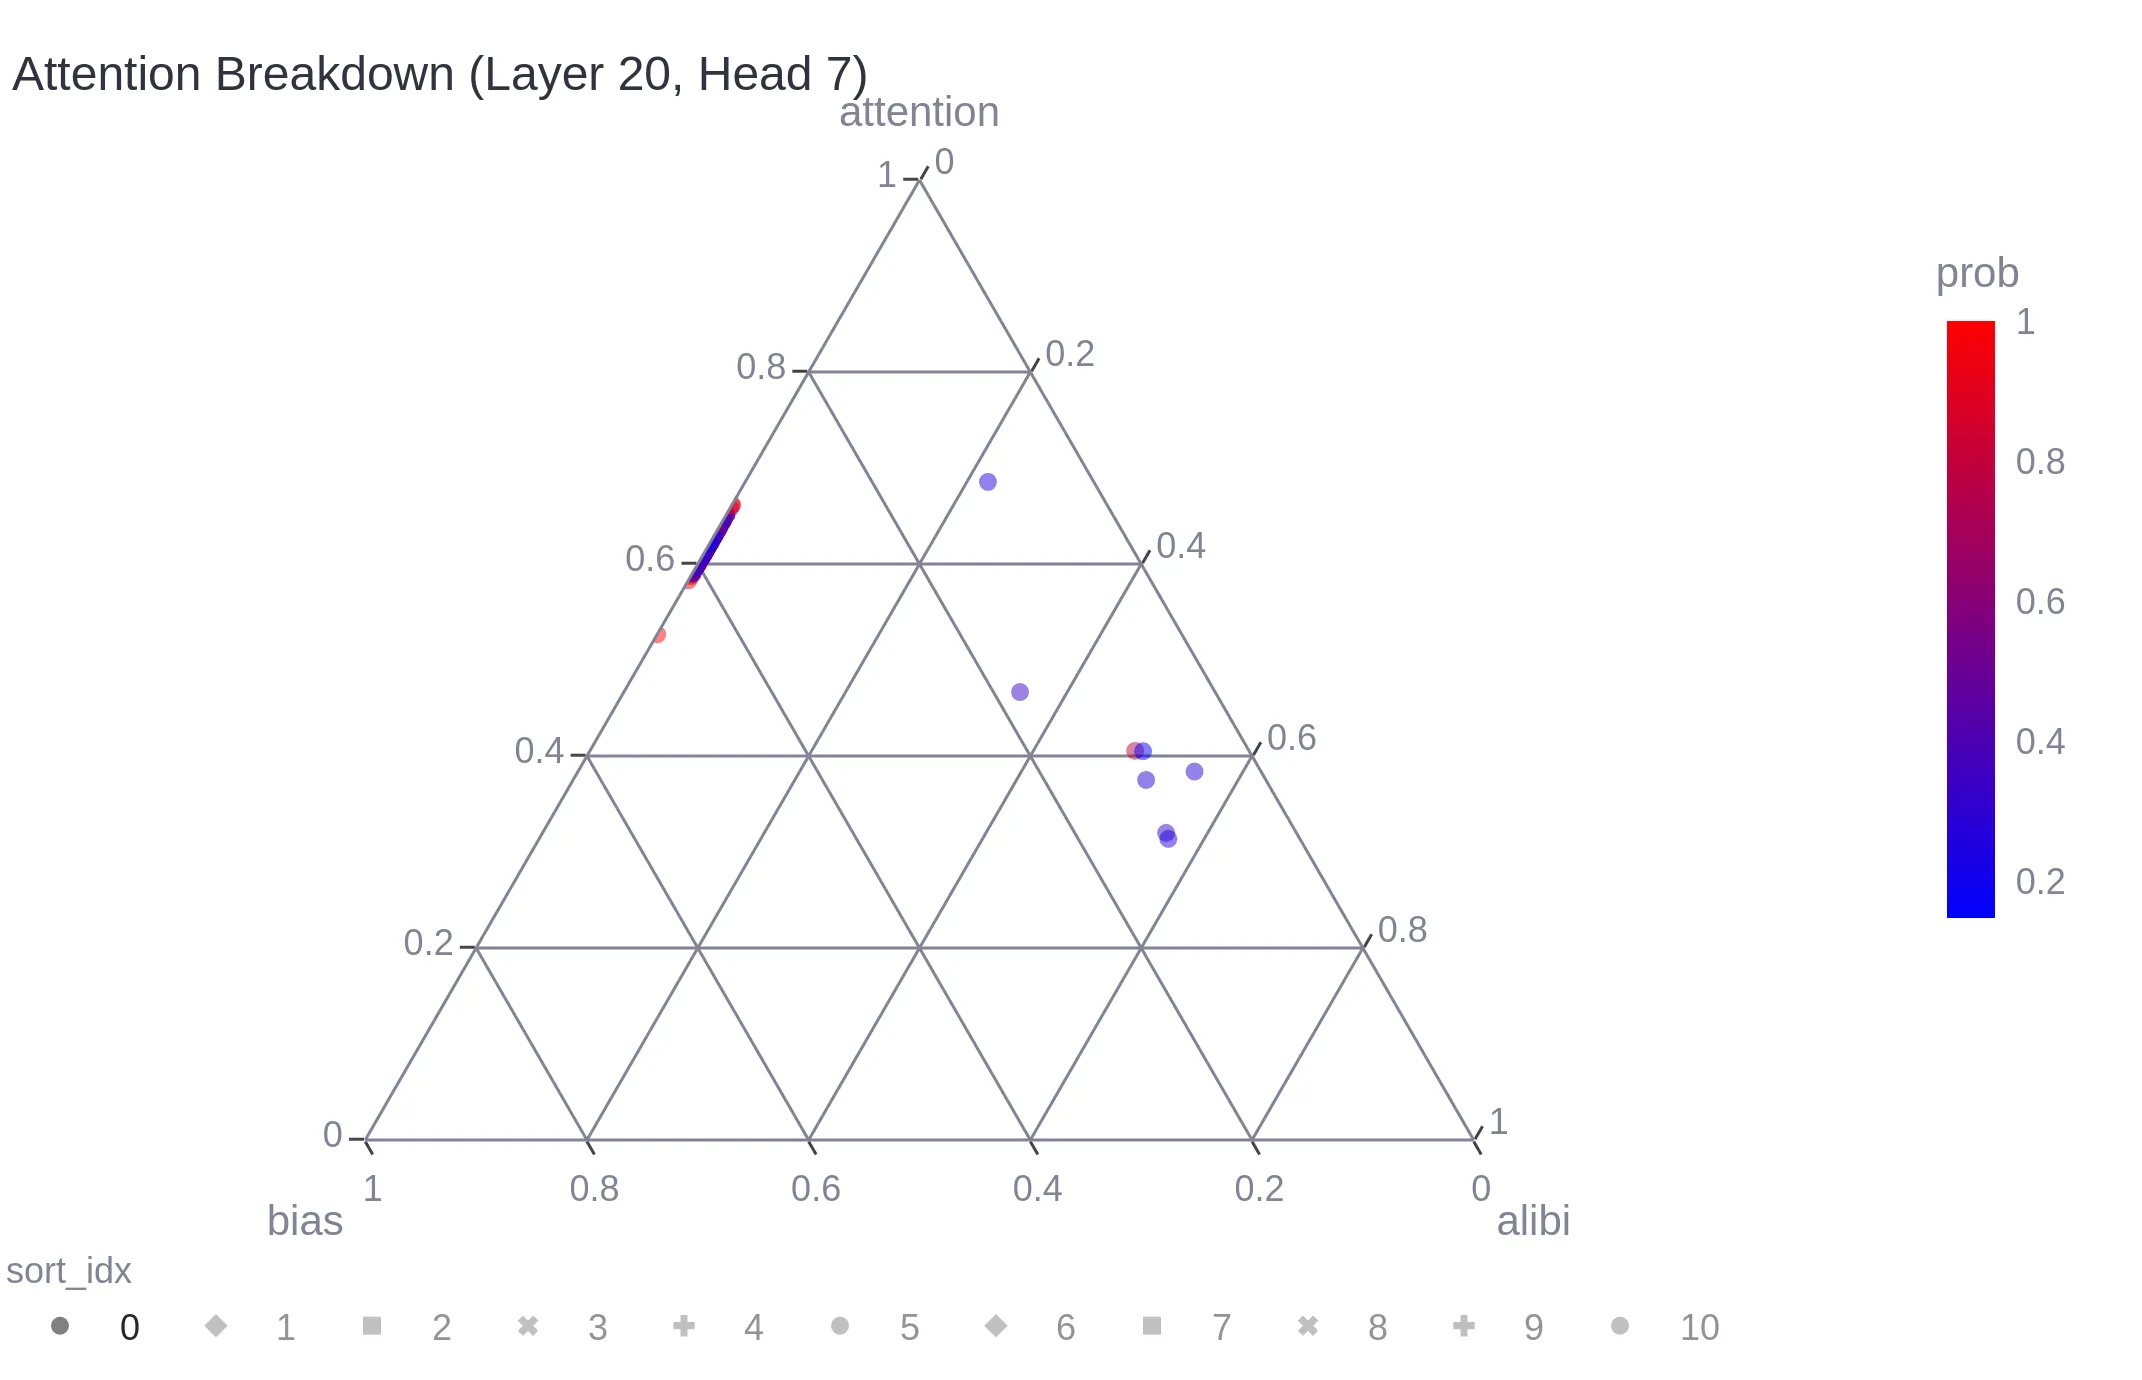 Attention Breakdown (Layer 20, Head 7)
attention
1 0
prob
1
0.8 0.2
0.8
0.6 0.4
0.6
0.4 0.6
0.4
0.2 0.8
0.2
0 1
1 0.8 0.6 0.4 0.2 0
bias alibi
sort_idx
0 1 2 3 4 5 6 7 8 9 10